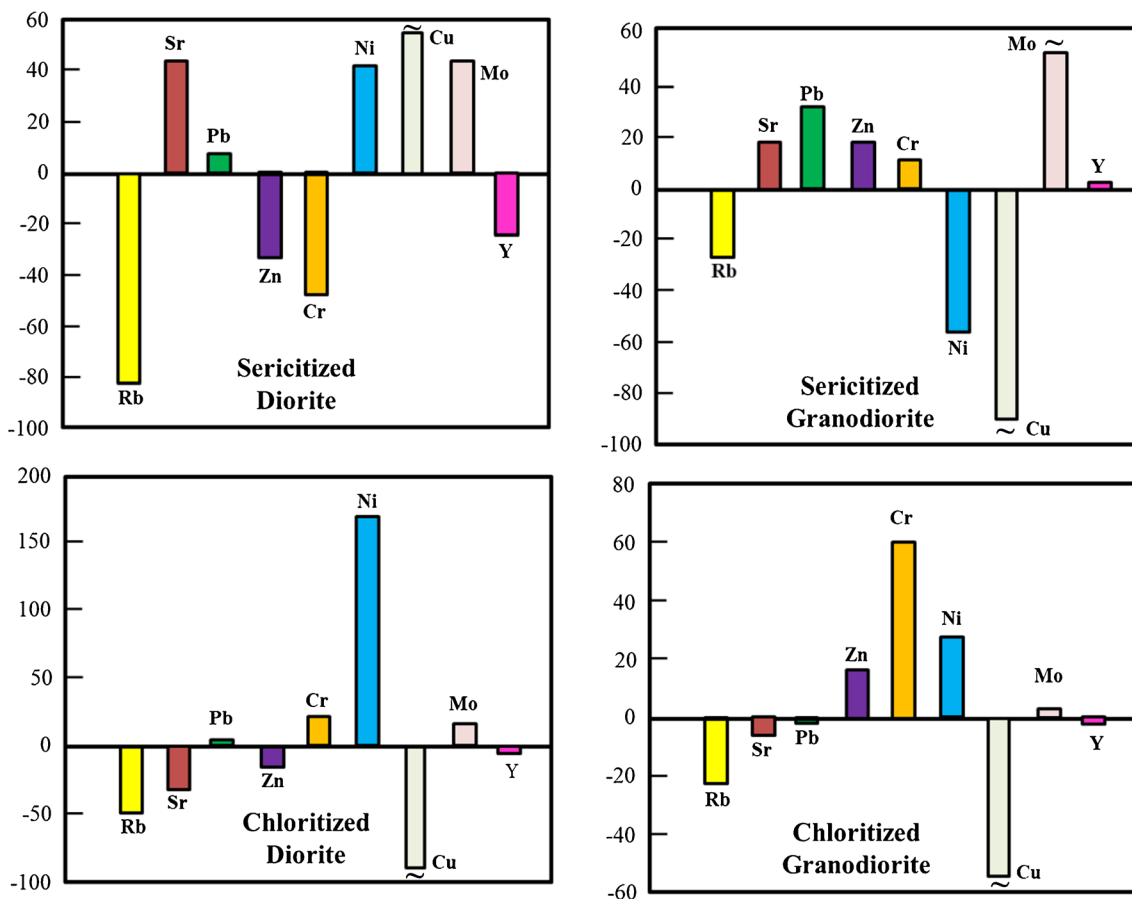 60
40
20
0
-20
-40
-60
-80
-100
Sr
Pb
Ni
~ Cu
Mo
Zn
Cr
Y
Rb
Sericitized
Diorite
60
40
20
0
-20
-40
-60
-80
-100
Mo ~
Pb
Sr
Zn
Cr
Y
Rb
Ni
~ Cu
Sericitized
Granodiorite
200
150
100
50
0
-50
-100
Ni
Pb
Cr
Mo
Zn
Sr
Y
Rb
~ Cu
Chloritized
Diorite
80
60
40
20
0
-20
-40
-60
Cr
Ni
Zn
Mo
Sr
Pb
Y
Rb
~ Cu
Chloritized
Granodiorite